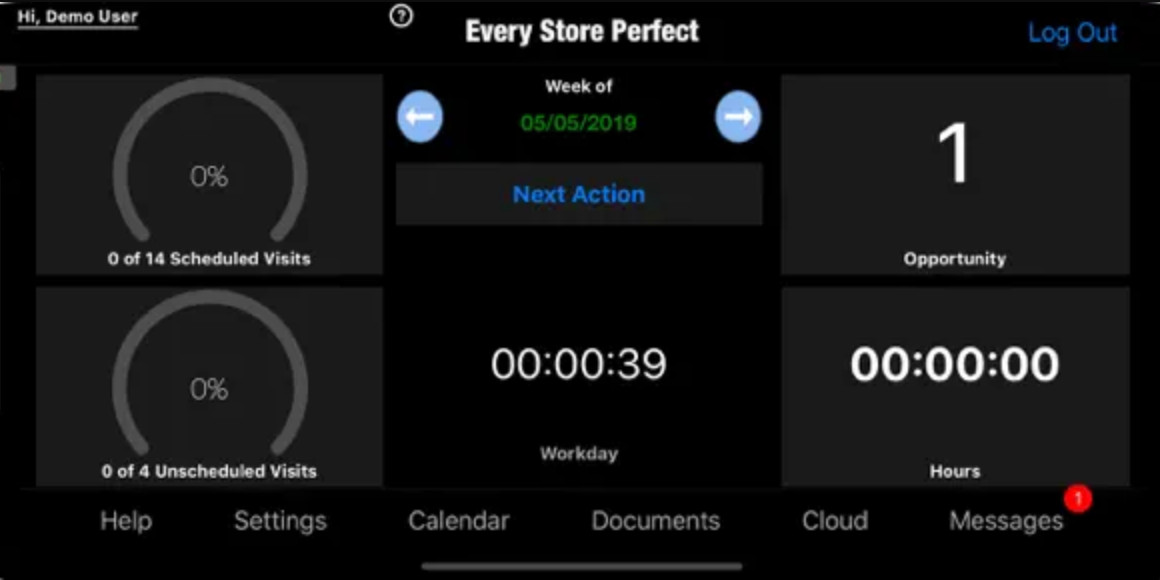 Hi, Demo User
?
Every Store Perfect
Log Out
0%
0 of 14 Scheduled Visits
Week of
05/05/2019
Next Action
1
Opportunity
0%
0 of 4 Unscheduled Visits
00:00:39
Workday
00:00:00
Hours
Help
Settings
Calendar
Documents
Cloud
Messages
1